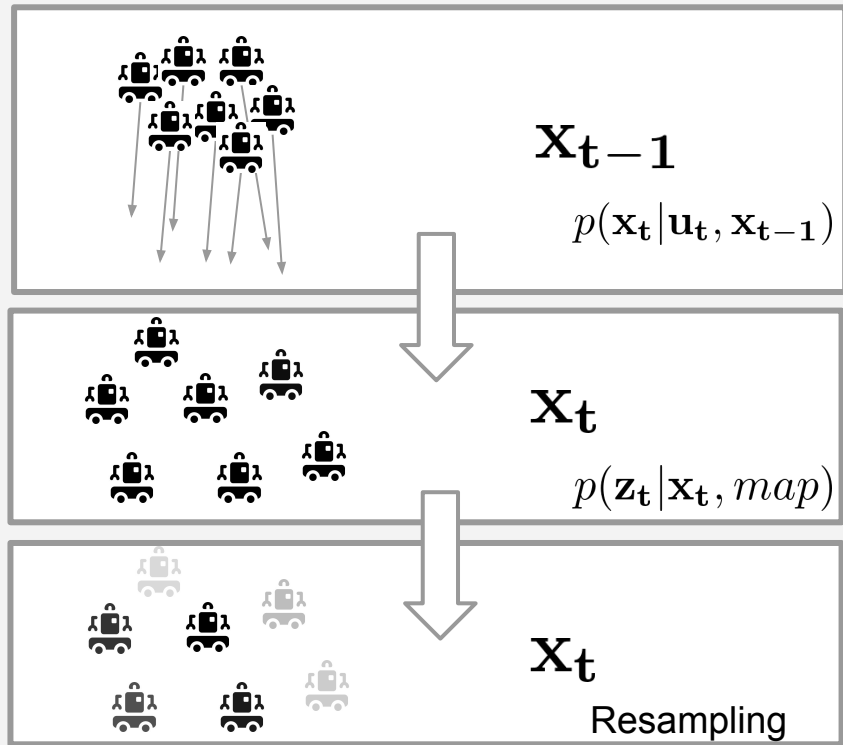 x_{t-1}
p(x_t|u_t, x_{t-1})
x_t
p(z_t|x_t, map)
x_t
Resampling